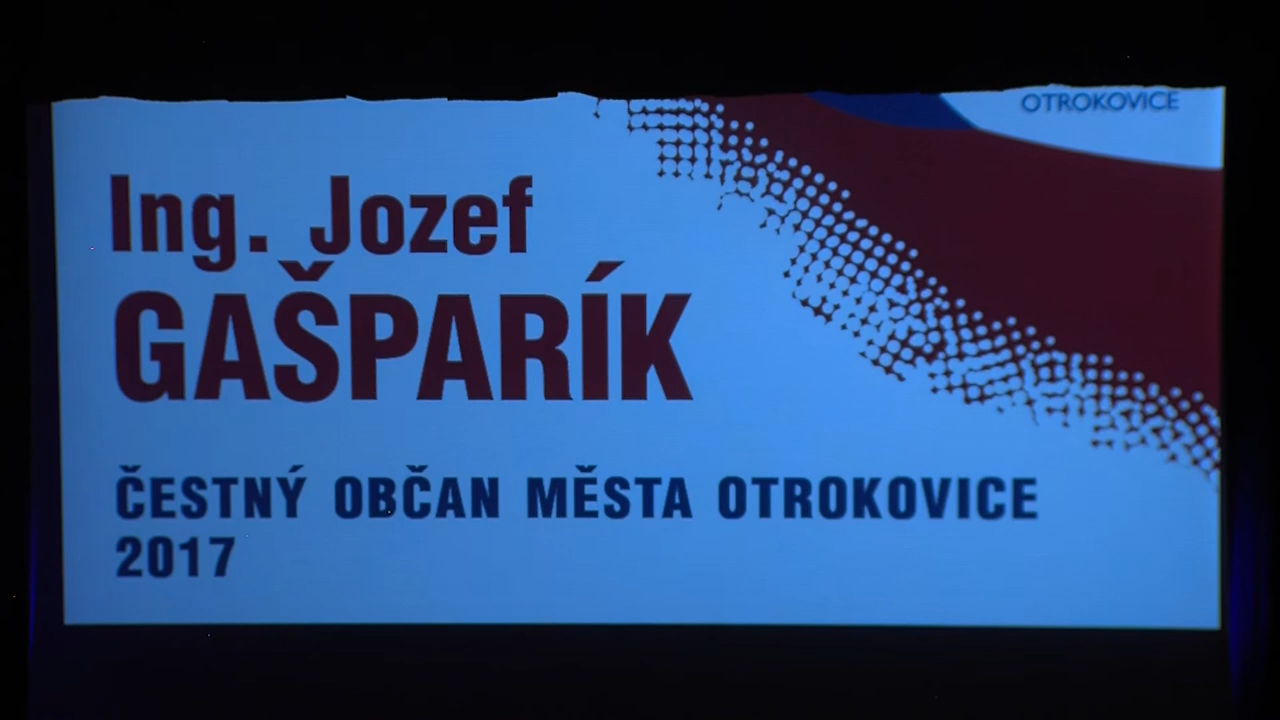 OTROKOVICE
Ing. Jozef
GAŠPARÍK
ČESTNÝ OBČAN MĚSTA OTROKOVICE
2017